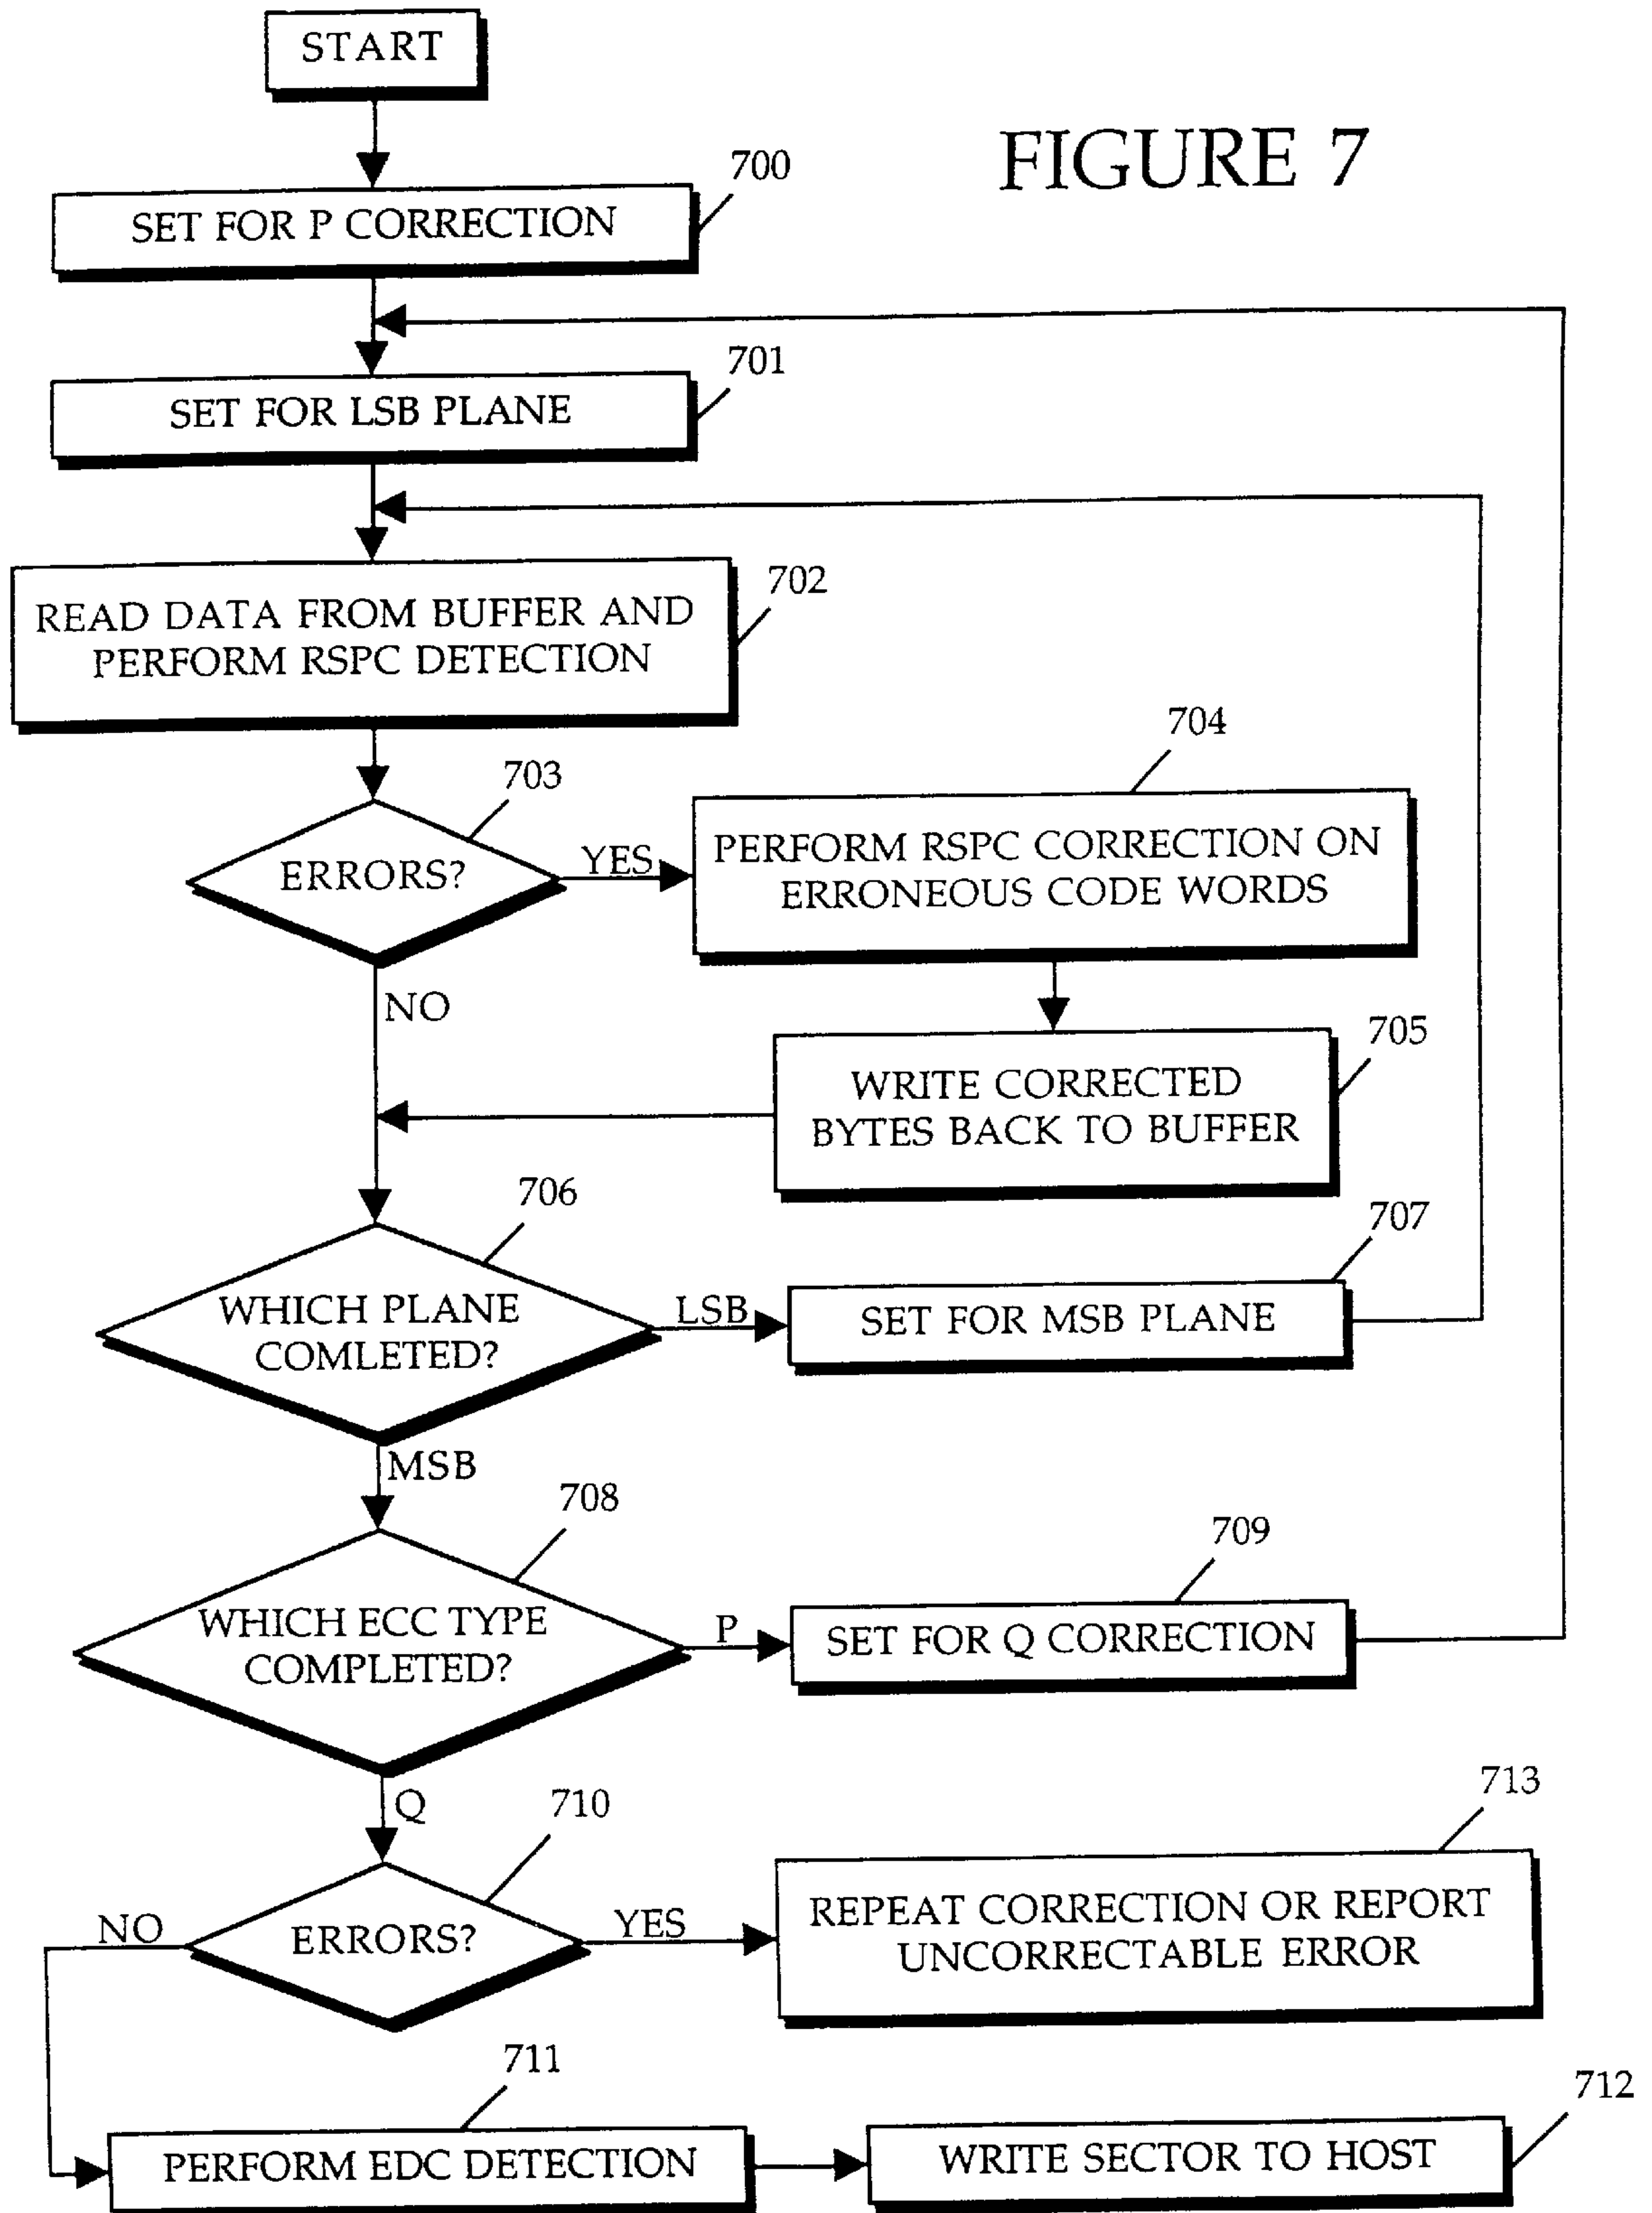 START
FIGURE 7
700
SET FOR P CORRECTION
701
SET FOR LSB PLANE
702
READ DATA FROM BUFFER AND
PERFORM RSPC DETECTION
703
ERRORS?
YES
704
PERFORM RSPC CORRECTION ON
ERRONEOUS CODE WORDS
NO
705
WRITE CORRECTED
BYTES BACK TO BUFFER
706
WHICH PLANE
COMLETED?
LSB
707
SET FOR MSB PLANE
MSB
708
WHICH ECC TYPE
COMPLETED?
P
709
SET FOR Q CORRECTION
Q
710
ERRORS?
NO
YES
713
REPEAT CORRECTION OR REPORT
UNCORRECTABLE ERROR
711
PERFORM EDC DETECTION
712
WRITE SECTOR TO HOST